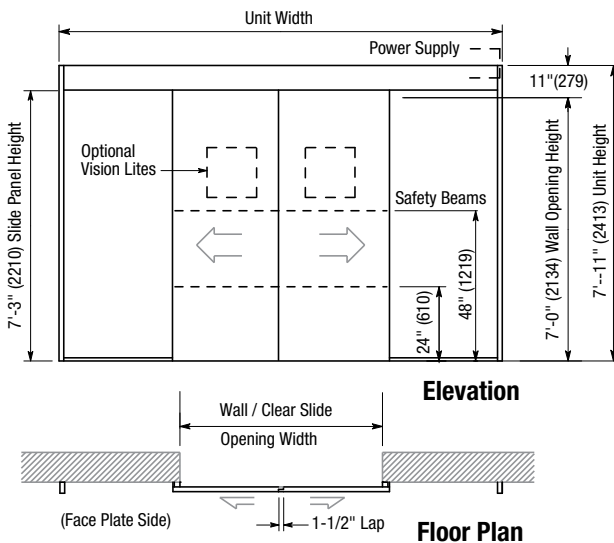 Unit Width
Power Supply
11"(279)
Optional
Vision Lites
Safety Beams
7'-3" (2210) Slide Panel Height
24" (610)
48" (1219)
7'-0" (2134) Wall Opening Height
7'--11" (2413) Unit Height
Elevation
Wall / Clear Slide
Opening Width
(Face Plate Side)
1-1/2" Lap
Floor Plan